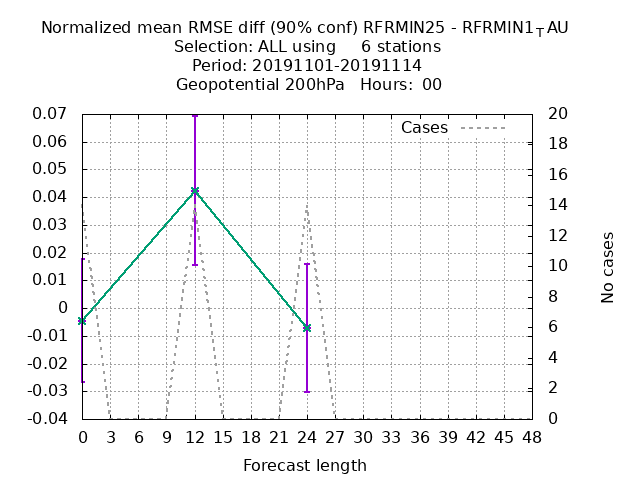 Normalized mean RMSE diff (90% conf) RFRMIN25 - RFRMIN1TAU
Selection: ALL using 6 stations
Period: 20191101-20191114
Geopotential 200hPa Hours: 00
0.07
0.06
0.05
0.04
0.03
0.02
0.01
0
-0.01
-0.02
-0.03
-0.04
Cases
20
18
16
14
12
10
8
6
4
2
0
No cases
0 3 6 9 12 15 18 21 24 27 30 33 36 39 42 45 48
Forecast length